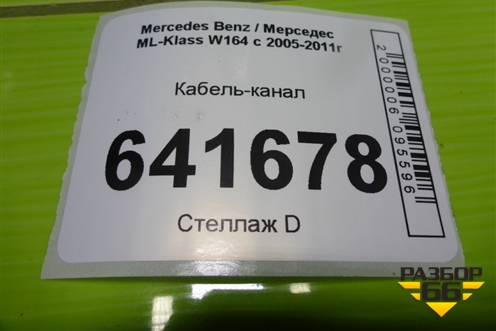 Mercedes Benz / Мерседес
ML-Klass W164 с 2005-2011г
Кабель-канал
641678
Стеллаж D
2000006095596
РАЗБОР
66